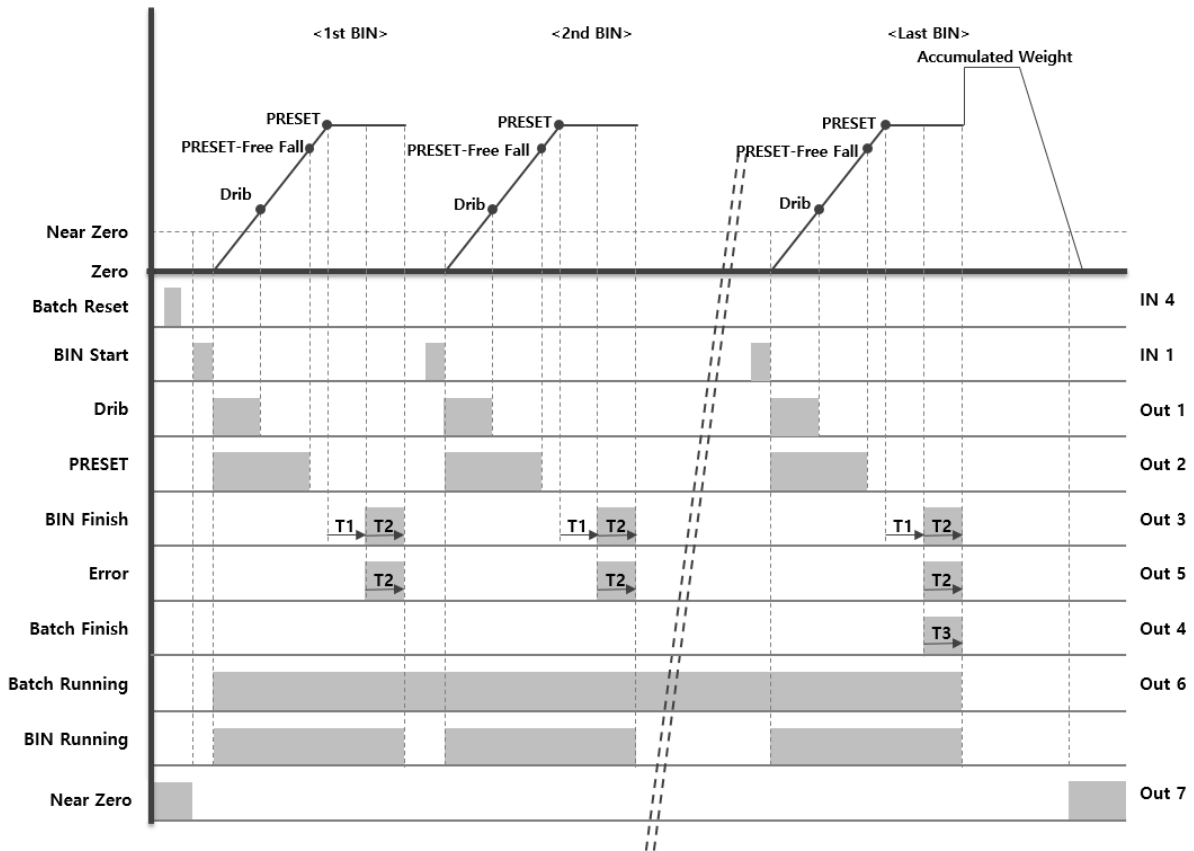 <1st BIN>
<2nd BIN>
<Last BIN>
Accumulated Weight
PRESET
PRESET
PRESET
PRESET-Free Fall
PRESET-Free Fall
PRESET-Free Fall
Drib
Drib
Drib
Near Zero
Zero
Batch Reset
IN 4
BIN Start
IN 1
Drib
Out 1
PRESET
Out 2
BIN Finish
T1
T2
T1
T2
T1
T2
Out 3
Error
T2
T2
T2
Out 5
Batch Finish
T3
Out 4
Batch Running
Out 6
BIN Running
Near Zero
Out 7